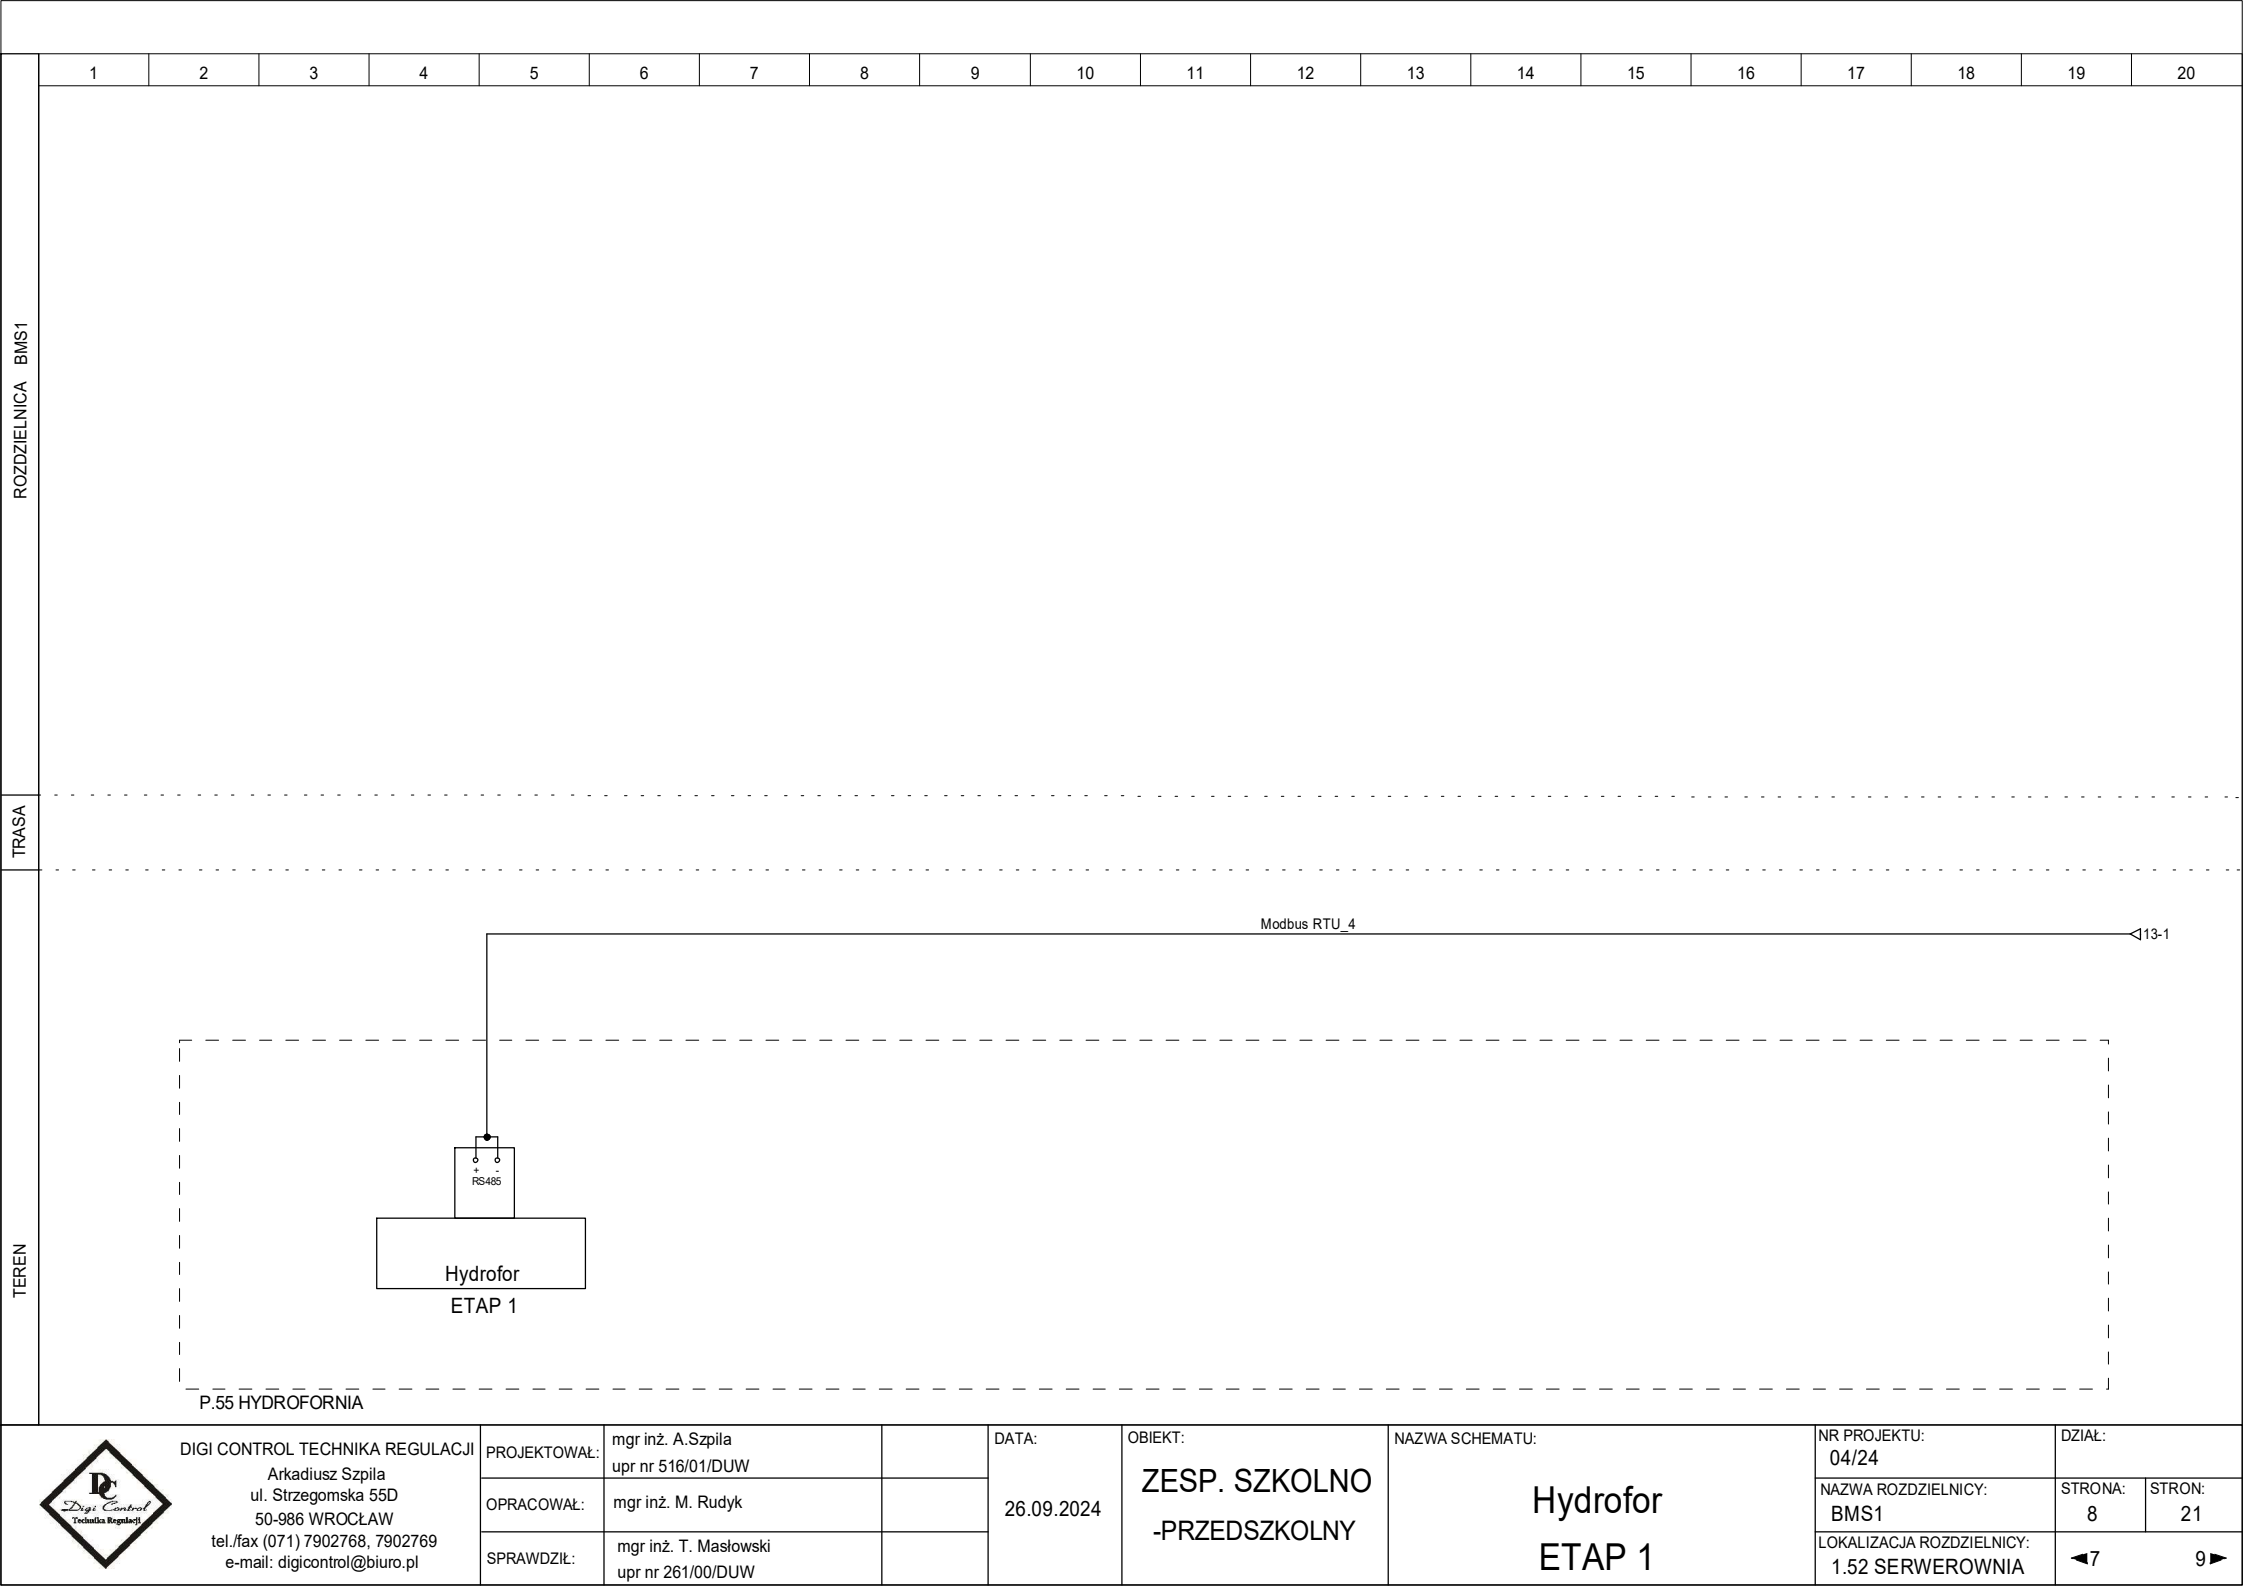 1 2 3 4 5 6 7 8 9 10 11 12 13 14 15 16 17 18 19 20
ROZDZIELNICA BMS1
TRASA
TEREN
Modbus RTU_4
13-1
+ -
RS485
Hydrofor
ETAP 1
P.55 HYDROFORNIA
DC
Digi Control
Technika Regulacji
DIGI CONTROL TECHNIKA REGULACJI
Arkadiusz Szpila
ul. Strzegomska 55D
50-986 WROCŁAW
tel./fax (071) 7902768, 7902769
e-mail: digicontrol@biuro.pl
PROJEKTOWAŁ:
mgr inż. A.Szpila
upr nr 516/01/DUW
OPRACOWAŁ:
mgr inż. M. Rudyk
SPRAWDZIŁ:
mgr inż. T. Masłowski
upr nr 261/00/DUW
DATA:
26.09.2024
OBIEKT:
ZESP. SZKOLNO
-PRZEDSZKOLNY
NAZWA SCHEMATU:
Hydrofor
ETAP 1
NR PROJEKTU:
04/24
NAZWA ROZDZIELNICY:
BMS1
LOKALIZACJA ROZDZIELNICY:
1.52 SERWEROWNIA
DZIAŁ:
STRONA:
8
STRON:
21
7
9